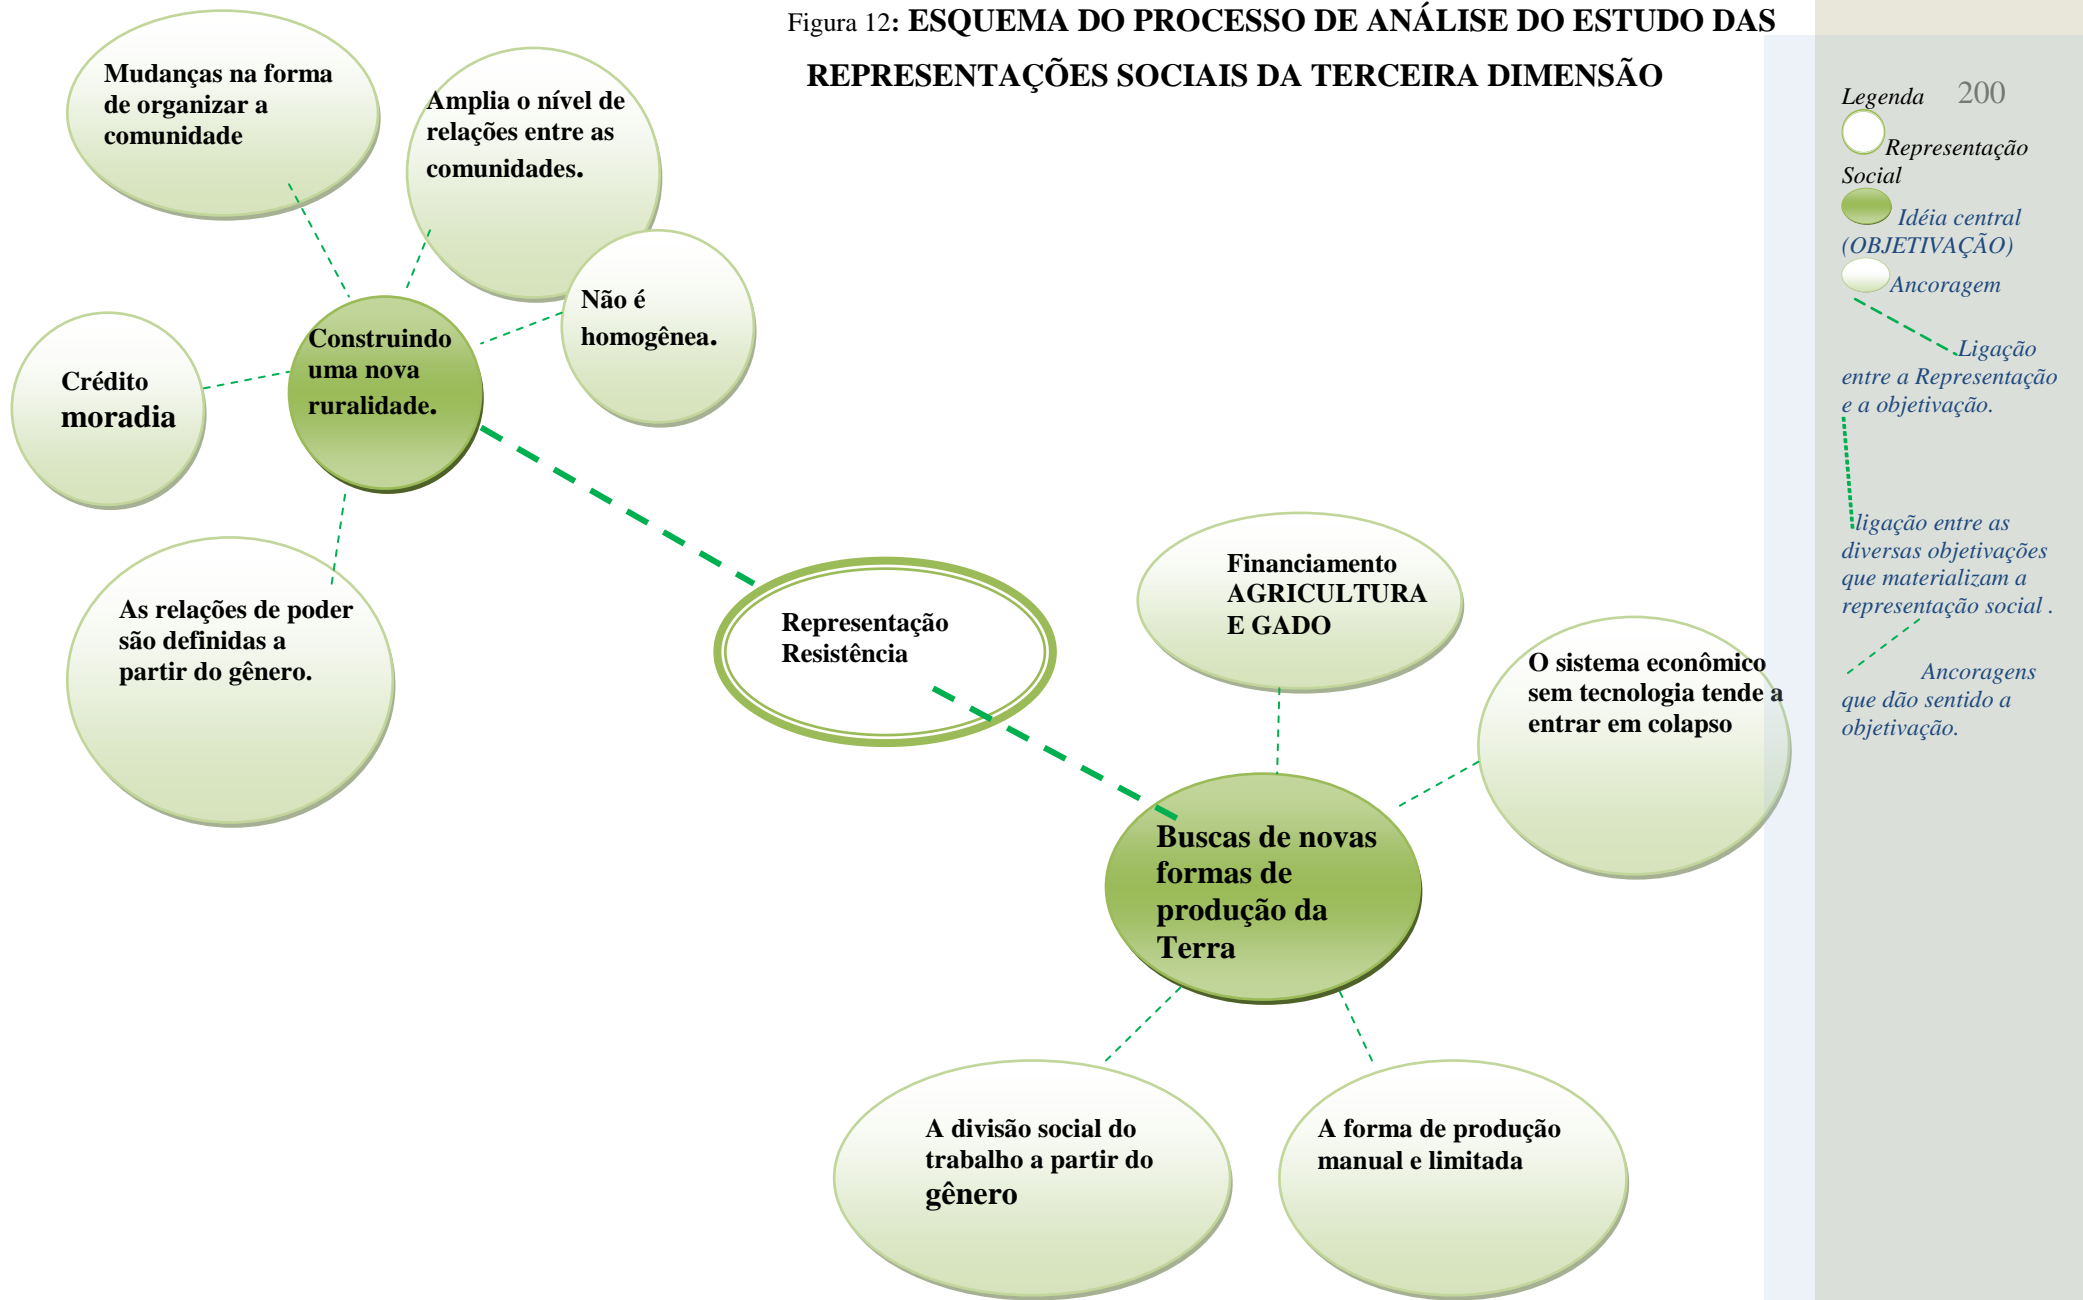 Figura 12: ESQUEMA DO PROCESSO DE ANÁLISE DO ESTUDO DAS
REPRESENTAÇÕES SOCIAIS DA TERCEIRA DIMENSÃO
Mudanças na forma
de organizar a
comunidade
Amplia o nível de
relações entre as
comunidades.
Não é
homogênea.
Construindo
uma nova
ruralidade.
Crédito
moradia
As relações de poder
são definidas a
partir do gênero.
Representação
Resistência
Financiamento
AGRICULTURA
E GADO
O sistema econômico
sem tecnologia tende a
entrar em colapso
Buscas de novas
formas de
produção da
Terra
A divisão social do
trabalho a partir do
gênero
A forma de produção
manual e limitada
Legenda 200
Representação
Social
Idéia central
(OBJETIVAÇÃO)
Ancoragem
Ligação
entre a Representação
e a objetivação.
ligação entre as
diversas objetivações
que materializam a
representação social .
Ancoragens
que dão sentido a
objetivação.